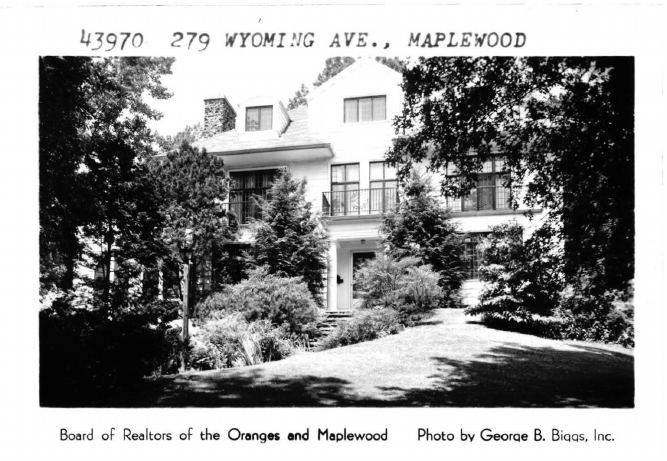 43970 279 WYOMING AVE., MAPLEWOOD
Board of Realtors of the Oranges and Maplewood Photo by George B. Biggs, Inc.